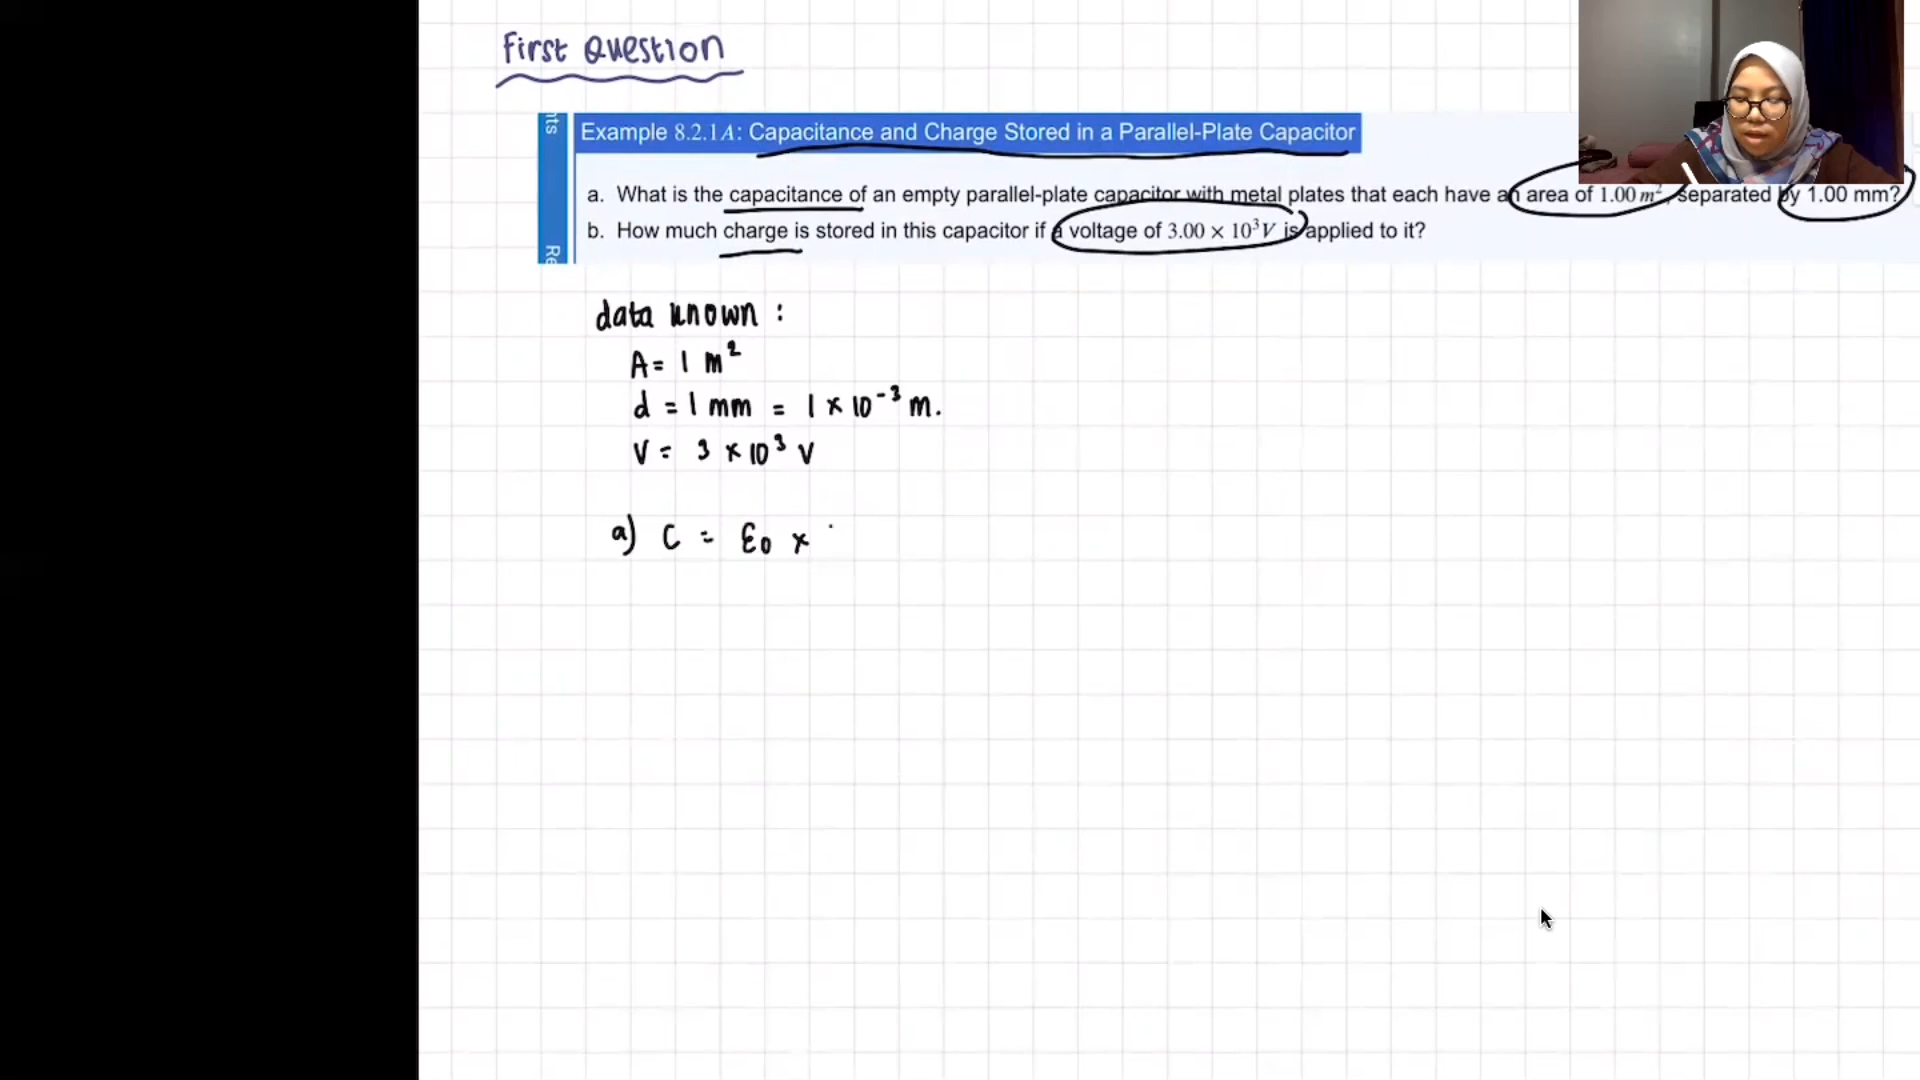 First Question
nts
Example 8.2.1A: Capacitance and Charge Stored in a Parallel-Plate Capacitor
a. What is the capacitance of an empty parallel-plate capacitor with metal plates that each have an area of 1.00 m², separated by 1.00 mm?
b. How much charge is stored in this capacitor if a voltage of 3.00 × 10³V is applied to it?
Re
data known :
A = 1 m²
d = 1 mm = 1 × 10⁻³ m.
V = 3 × 10³ V
a) C = ε₀ ×